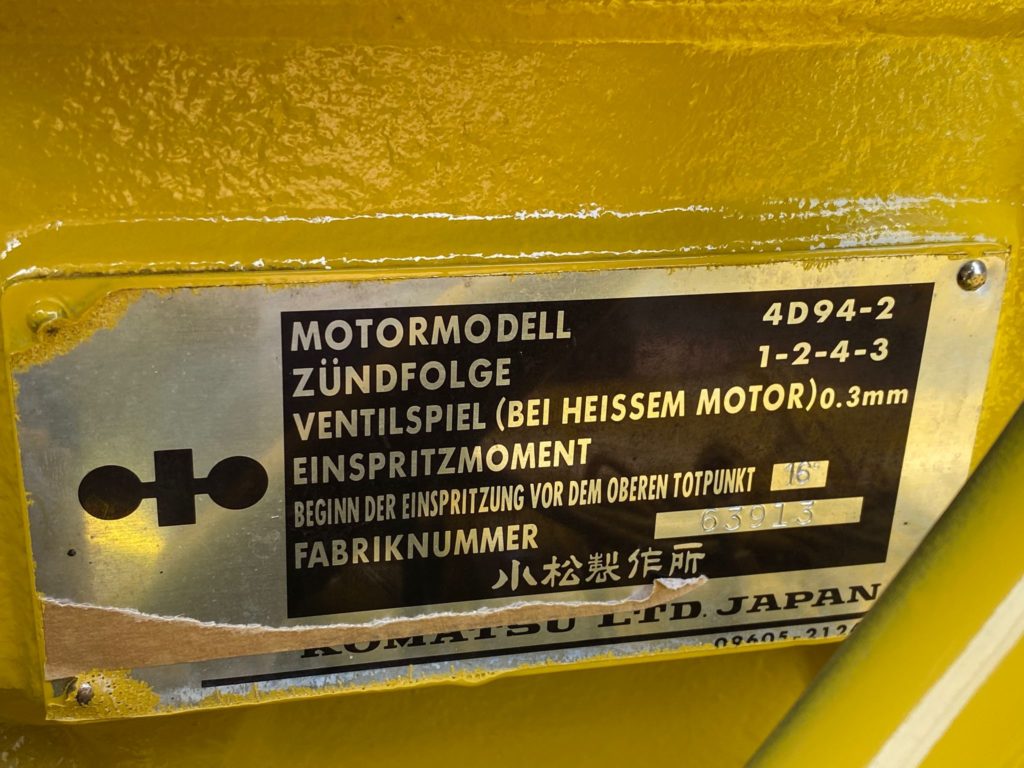 MOTORMODELL 4D94-2
ZÜNDFOLGE 1-2-4-3
VENTILSPIEL (BEI HEISSEM MOTOR) 0.3mm
EINSPRITZMOMENT
BEGINN DER EINSPRITZUNG VOR DEM OBEREN TOTPUNKT 16°
FABRIKNUMMER 63913
小松製作所
KOMATSU LTD. JAPAN